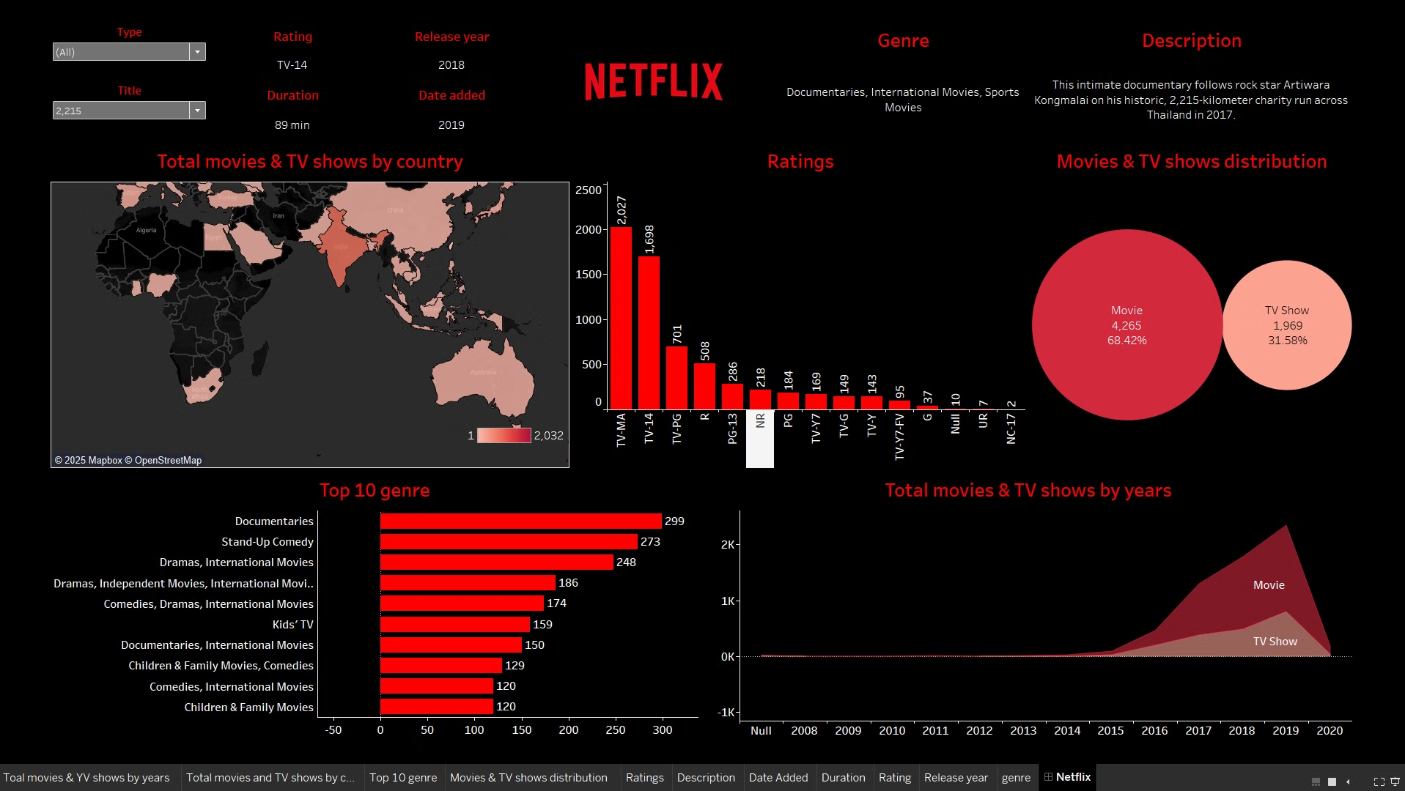 Type
(All)
Title
2,215
Rating
TV-14
Duration
89 min
Release year
2018
Date added
2019
NETFLIX
Genre
Documentaries, International Movies, Sports
Movies
Description
This intimate documentary follows rock star Artiwara
Kongmalai on his historic, 2,215-kilometer charity run across
Thailand in 2017.
Total movies & TV shows by country
Algeria
Iran
China
1
2,032
© 2025 Mapbox © OpenStreetMap
Ratings
2500
2000
1500
1000
500
0
2,027
1,698
701
508
286
218
184
169
149
143
95
37
10
7
2
TV-MA
TV-14
TV-PG
R
PG-13
NR
PG
TV-Y7
TV-G
TV-Y
TV-Y7-FV
G
Null
UR
NC-17
Movies & TV shows distribution
Movie
4,265
68.42%
TV Show
1,969
31.58%
Top 10 genre
Documentaries 299
Stand-Up Comedy 273
Dramas, International Movies 248
Dramas, Independent Movies, International Movi.. 186
Comedies, Dramas, International Movies 174
Kids’ TV 159
Documentaries, International Movies 150
Children & Family Movies, Comedies 129
Comedies, International Movies 120
Children & Family Movies 120
-50 0 50 100 150 200 250 300
Total movies & TV shows by years
2K
1K
0K
-1K
Movie
TV Show
Null 2008 2009 2010 2011 2012 2013 2014 2015 2016 2017 2018 2019 2020
Toal movies & YV shows by years
Total movies and TV shows by c...
Top 10 genre
Movies & TV shows distribution
Ratings
Description
Date Added
Duration
Rating
Release year
genre
Netflix